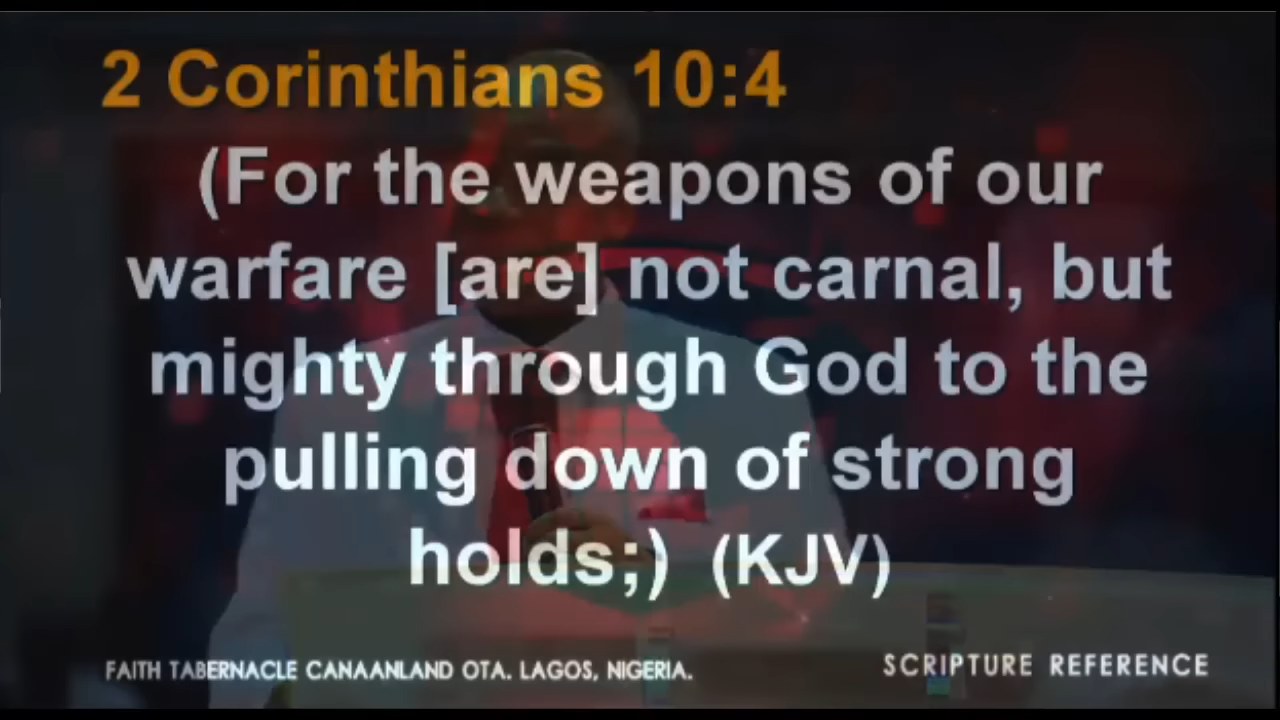 2 Corinthians 10:4
(For the weapons of our
warfare [are] not carnal, but
mighty through God to the
pulling down of strong
holds;) (KJV)
FAITH TABERNACLE CANAANLAND OTA. LAGOS, NIGERIA.
SCRIPTURE REFERENCE